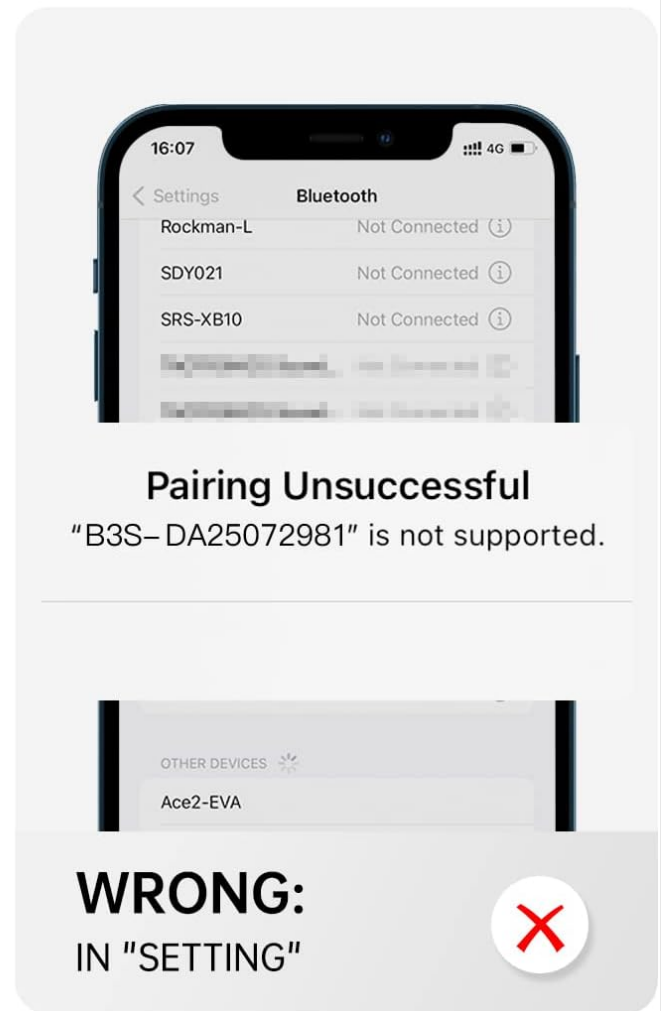 16:07 4G
Settings Bluetooth
Rockman-L Not Connected
SDY021 Not Connected
SRS-XB10 Not Connected
Pairing Unsuccessful
“B3S–DA25072981” is not supported.
OTHER DEVICES
Ace2-EVA
WRONG:
IN "SETTING"